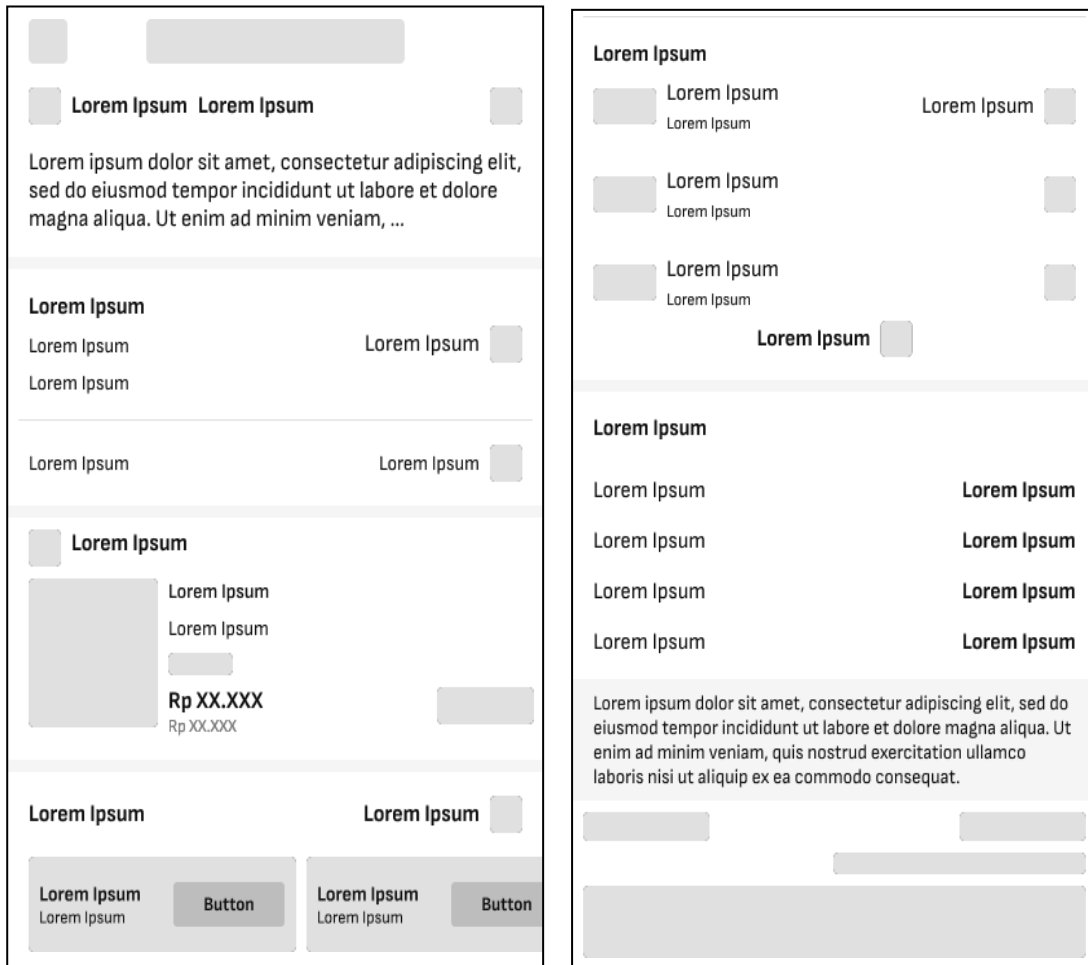 Lorem Ipsum Lorem Ipsum
Lorem ipsum dolor sit amet, consectetur adipiscing elit,
sed do eiusmod tempor incididunt ut labore et dolore
magna aliqua. Ut enim ad minim veniam, ...
Lorem Ipsum
Lorem Ipsum Lorem Ipsum
Lorem Ipsum
Lorem Ipsum Lorem Ipsum
Lorem Ipsum
Lorem Ipsum
Lorem Ipsum
Rp XX.XXX
Rp XX.XXX
Lorem Ipsum Lorem Ipsum
Lorem Ipsum
Lorem Ipsum
Button
Lorem Ipsum
Lorem Ipsum
Button
Lorem Ipsum
Lorem Ipsum Lorem Ipsum
Lorem Ipsum
Lorem Ipsum
Lorem Ipsum
Lorem Ipsum
Lorem Ipsum
Lorem Ipsum
Lorem Ipsum
Lorem Ipsum Lorem Ipsum
Lorem Ipsum Lorem Ipsum
Lorem Ipsum Lorem Ipsum
Lorem Ipsum Lorem Ipsum
Lorem ipsum dolor sit amet, consectetur adipiscing elit, sed do
eiusmod tempor incididunt ut labore et dolore magna aliqua. Ut
enim ad minim veniam, quis nostrud exercitation ullamco
laboris nisi ut aliquip ex ea commodo consequat.